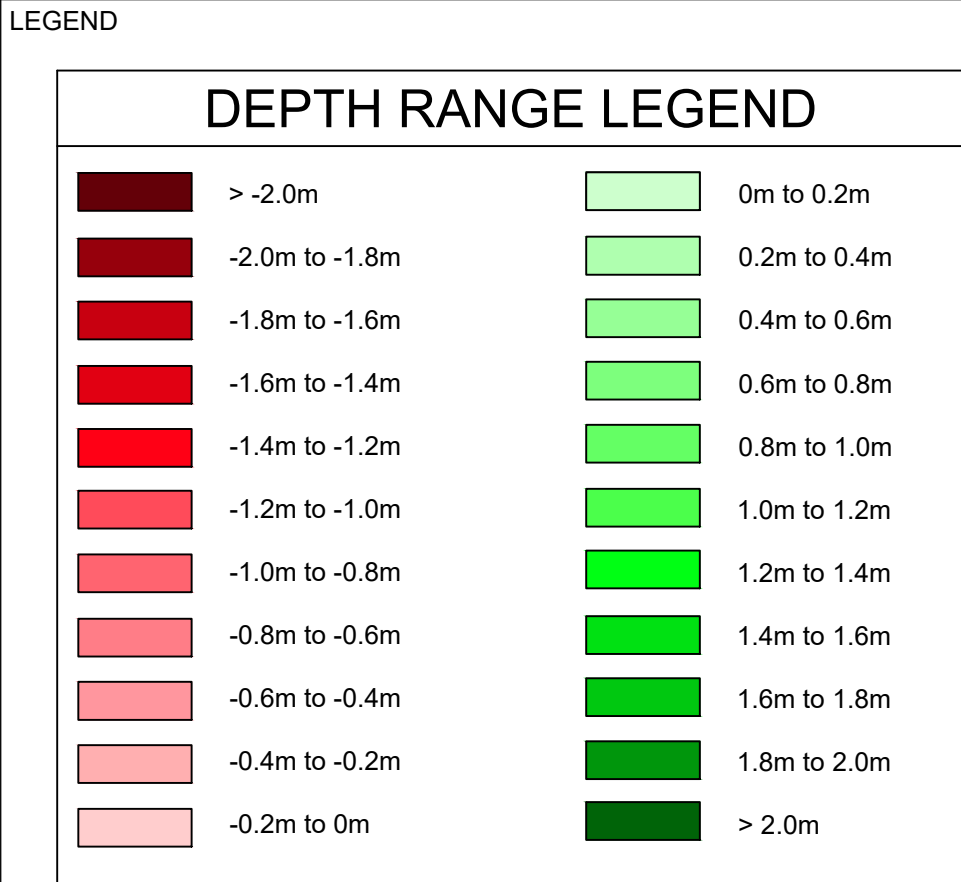 LEGEND
DEPTH RANGE LEGEND
> -2.0m
-2.0m to -1.8m
-1.8m to -1.6m
-1.6m to -1.4m
-1.4m to -1.2m
-1.2m to -1.0m
-1.0m to -0.8m
-0.8m to -0.6m
-0.6m to -0.4m
-0.4m to -0.2m
-0.2m to 0m
0m to 0.2m
0.2m to 0.4m
0.4m to 0.6m
0.6m to 0.8m
0.8m to 1.0m
1.0m to 1.2m
1.2m to 1.4m
1.4m to 1.6m
1.6m to 1.8m
1.8m to 2.0m
> 2.0m